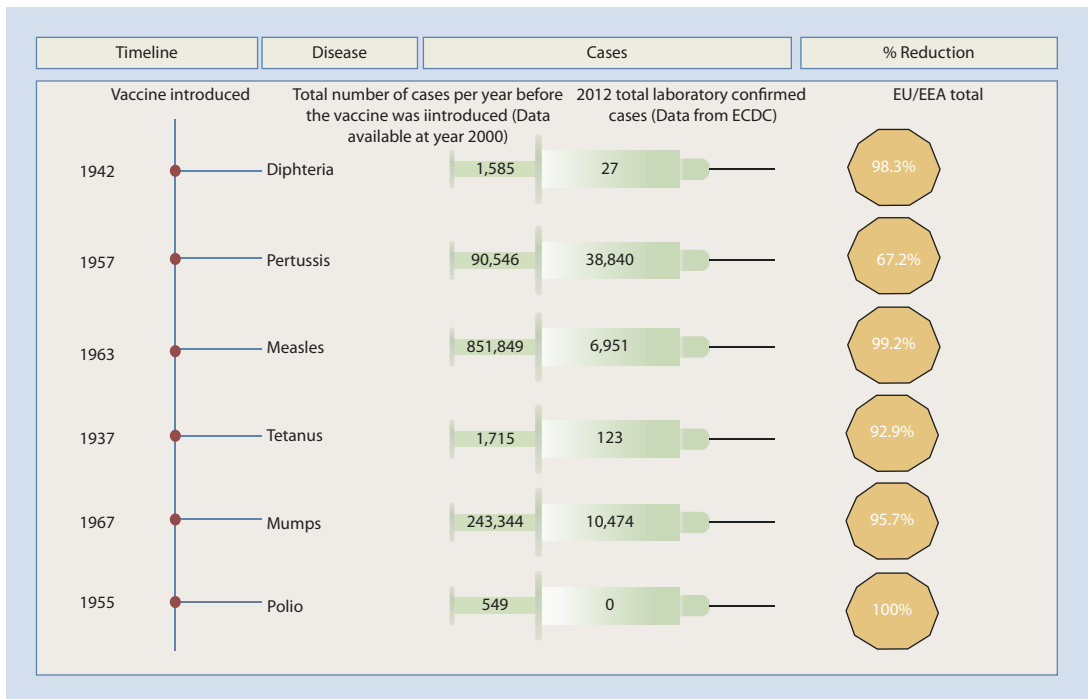 Timeline
Disease
Cases
% Reduction
Vaccine introduced
Total number of cases per year before
the vaccine was iintroduced (Data
available at year 2000)
2012 total laboratory confirmed
cases (Data from ECDC)
EU/EEA total
1942 Diphteria 1,585 27 98.3%
1957 Pertussis 90,546 38,840 67.2%
1963 Measles 851,849 6,951 99.2%
1937 Tetanus 1,715 123 92.9%
1967 Mumps 243,344 10,474 95.7%
1955 Polio 549 0 100%